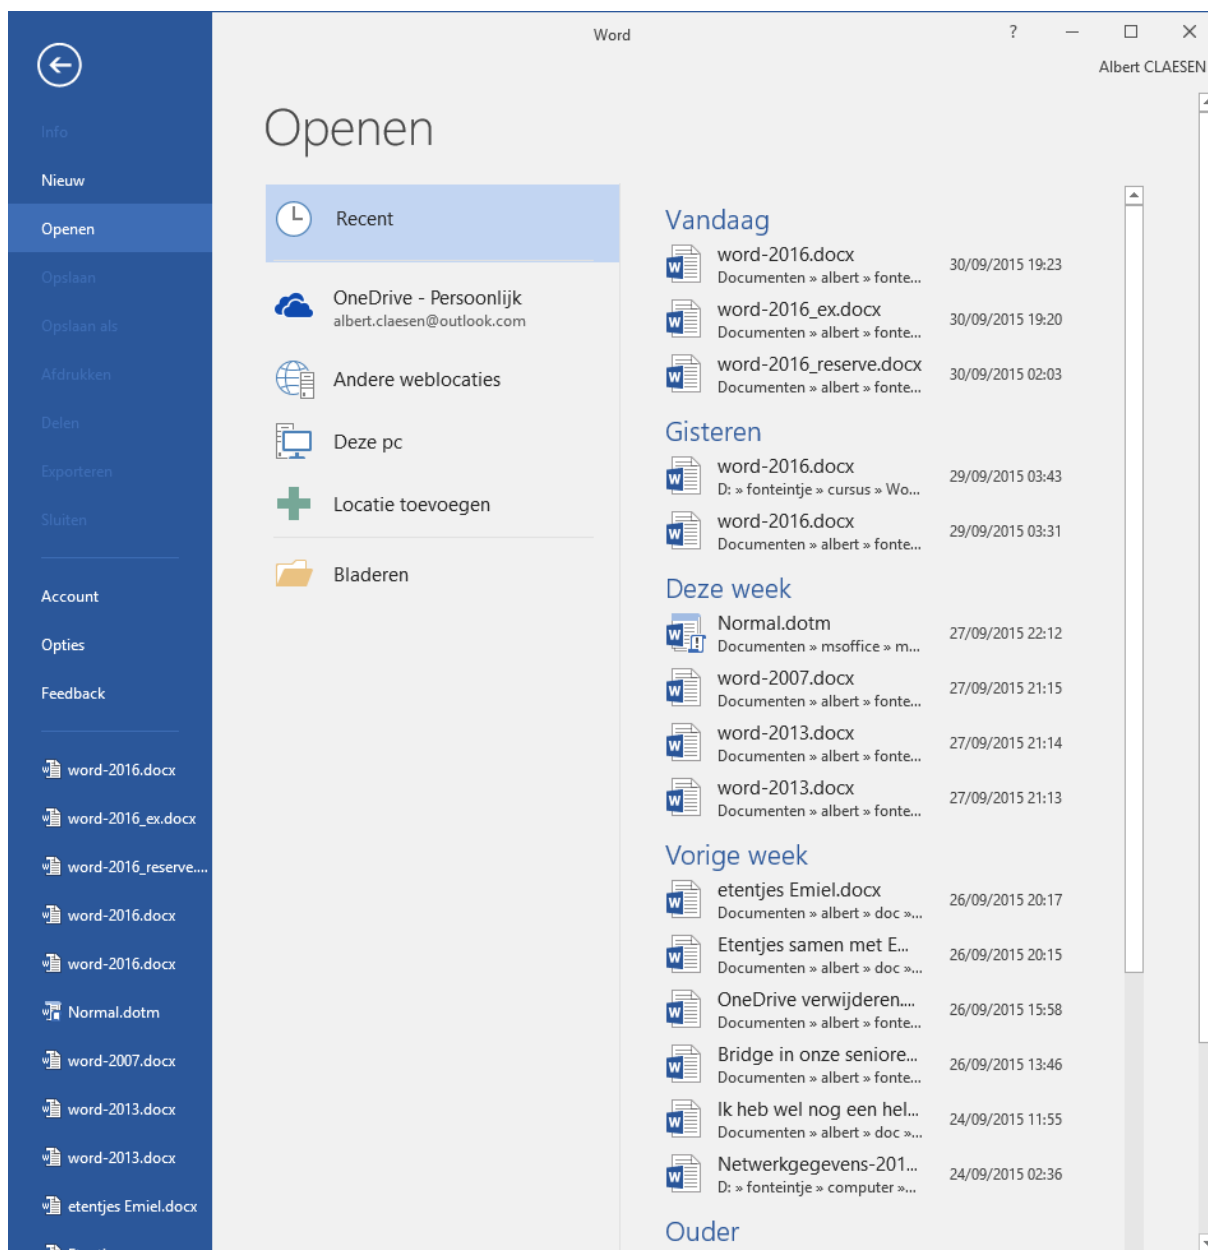 Word
?
Albert CLAESEN
Info
Nieuw
Openen
Opslaan
Opslaan als
Afdrukken
Delen
Exporteren
Sluiten
Account
Opties
Feedback
word-2016.docx
word-2016_ex.docx
word-2016_reserve....
word-2016.docx
word-2016.docx
Normal.dotm
word-2007.docx
word-2013.docx
word-2013.docx
etentjes Emiel.docx
Openen
Recent
OneDrive - Persoonlijk
albert.claesen@outlook.com
Andere weblocaties
Deze pc
Locatie toevoegen
Bladeren
Vandaag
word-2016.docx
Documenten » albert » fonte... 30/09/2015 19:23
word-2016_ex.docx
Documenten » albert » fonte... 30/09/2015 19:20
word-2016_reserve.docx
Documenten » albert » fonte... 30/09/2015 02:03
Gisteren
word-2016.docx
D: » fonteintje » cursus » Wo... 29/09/2015 03:43
word-2016.docx
Documenten » albert » fonte... 29/09/2015 03:31
Deze week
Normal.dotm
Documenten » msoffice » m... 27/09/2015 22:12
word-2007.docx
Documenten » albert » fonte... 27/09/2015 21:15
word-2013.docx
Documenten » albert » fonte... 27/09/2015 21:14
word-2013.docx
Documenten » albert » fonte... 27/09/2015 21:13
Vorige week
etentjes Emiel.docx
Documenten » albert » doc »... 26/09/2015 20:17
Etentjes samen met E...
Documenten » albert » doc »... 26/09/2015 20:15
OneDrive verwijderen....
Documenten » albert » fonte... 26/09/2015 15:58
Bridge in onze seniore...
Documenten » albert » fonte... 26/09/2015 13:46
Ik heb wel nog een hel...
Documenten » albert » doc »... 24/09/2015 11:55
Netwerkgegevens-201...
D: » fonteintje » computer »... 24/09/2015 02:36
Ouder